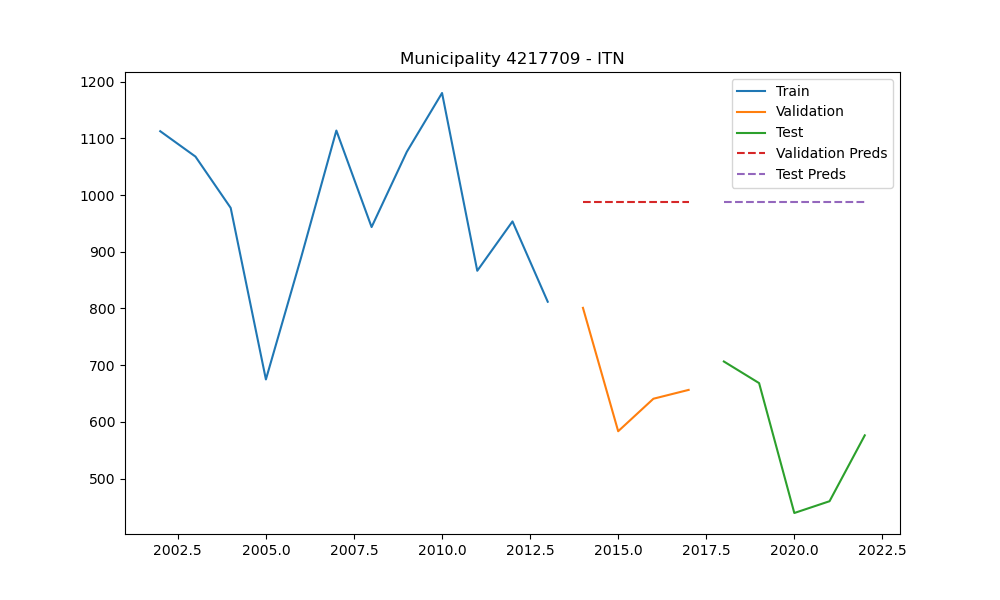 Municipality 4217709 - ITN
1200
1100
1000
900
800
700
600
500
Train
Validation
Test
Validation Preds
Test Preds
2002.5 2005.0 2007.5 2010.0 2012.5 2015.0 2017.5 2020.0 2022.5